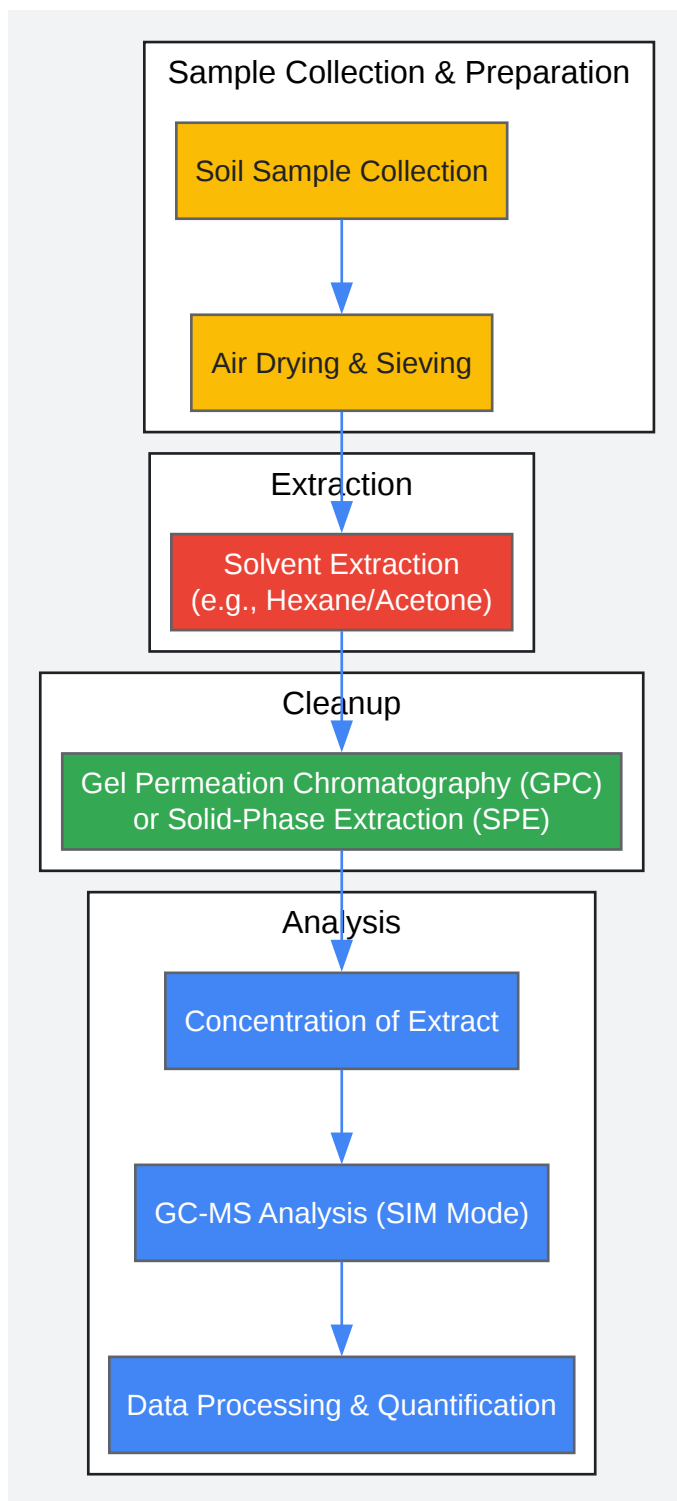 Sample Collection & Preparation
Soil Sample Collection
Air Drying & Sieving
Extraction
Solvent Extraction
(e.g., Hexane/Acetone)
Cleanup
Gel Permeation Chromatography (GPC)
or Solid-Phase Extraction (SPE)
Analysis
Concentration of Extract
GC-MS Analysis (SIM Mode)
Data Processing & Quantification